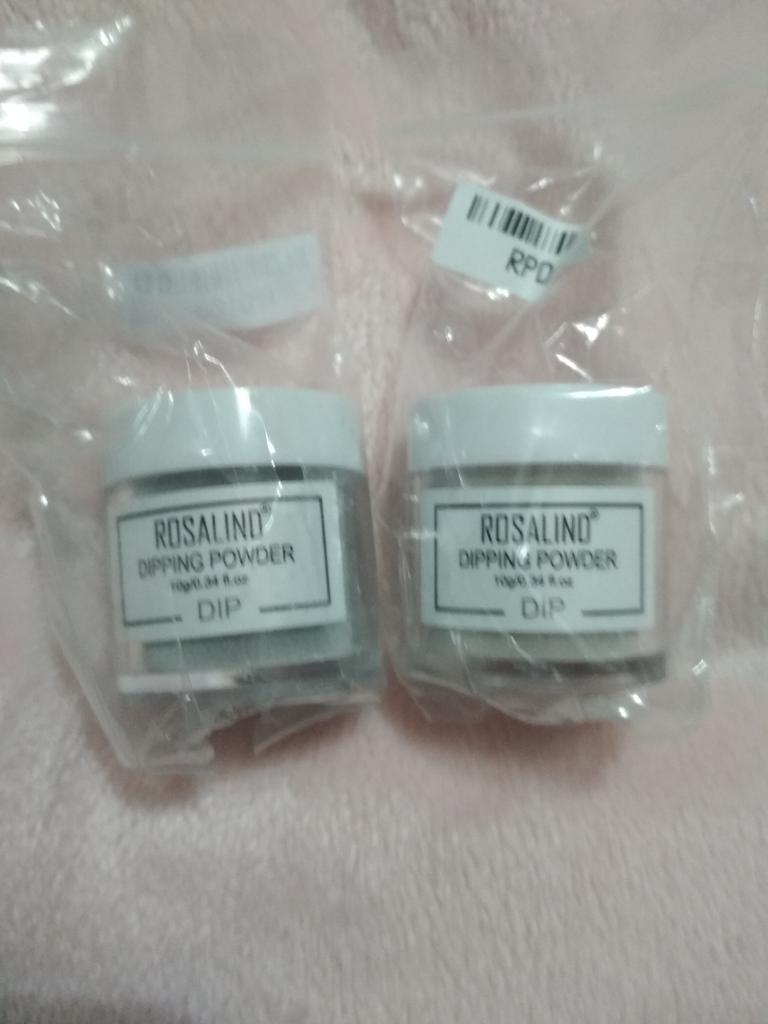 RPD
ROSALIND®
DIPPING POWDER
10g/0.34 fl.oz
DIP
ROSALIND®
DIPPING POWDER
10g/0.34 fl.oz
DIP